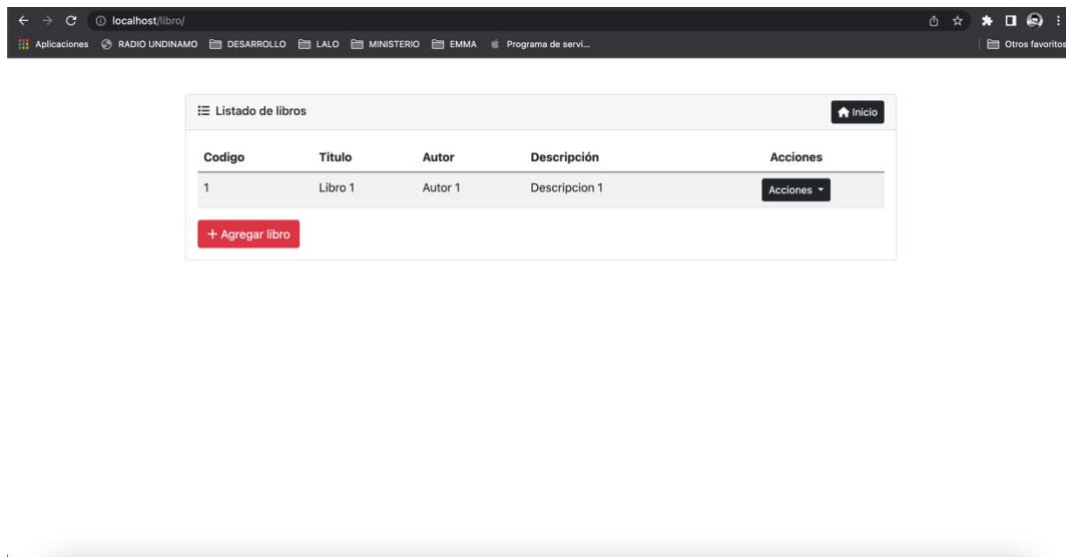 localhost/libro/
Aplicaciones RADIO UNDINAMO DESARROLLO LALO MINISTERIO EMMA Programa de servi... Otros favoritos
Listado de libros Inicio
Codigo Titulo Autor Descripción Acciones
1 Libro 1 Autor 1 Descripcion 1 Acciones
+ Agregar libro